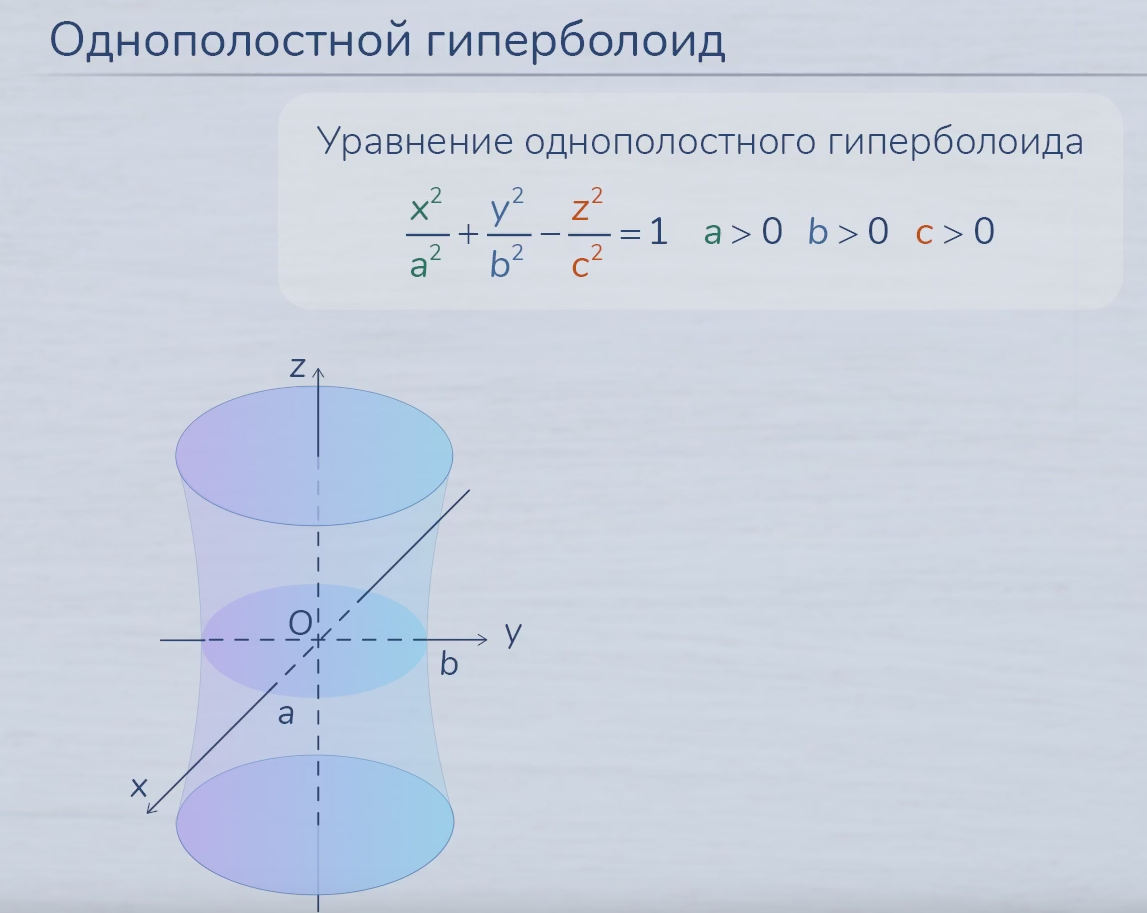 Однополостной гиперболоид
Уравнение однополостного гиперболоида
x²/a² + y²/b² − z²/c² = 1 a > 0 b > 0 c > 0
z
O
y
b
a
x